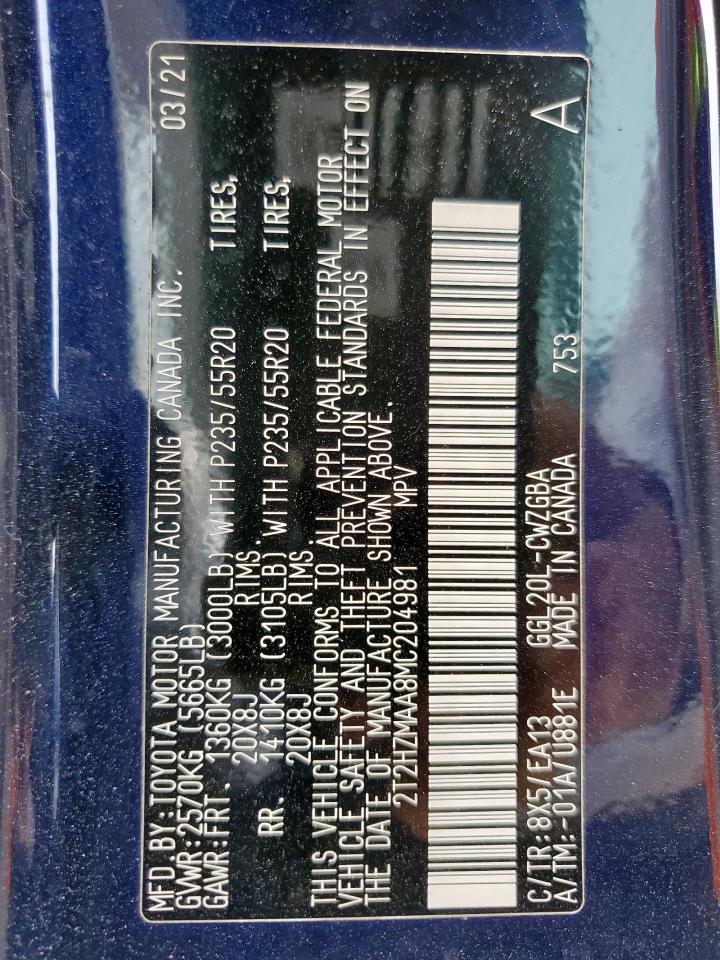 MFD.BY:TOYOTA MOTOR MANUFACTURING CANADA INC. 03/21
GVWR:2570KG (5665LB)
GAWR:FRT. 1360KG (3000LB) WITH P235/55R20 TIRES,
20X8J RIMS.
RR. 1410KG (3105LB) WITH P235/55R20 TIRES,
20X8J RIMS
THIS VEHICLE CONFORMS TO ALL APPLICABLE FEDERAL MOTOR
VEHICLE SAFETY AND THEFT PREVENTION STANDARDS IN EFFECT ON
THE DATE OF MANUFACTURE SHOWN ABOVE.
2T2HZMAA8MC204981 MPV
C/TR:8X5/EA13 GGL20L-CWZGBA
A/TM:-01A/U881E MADE IN CANADA 753 A